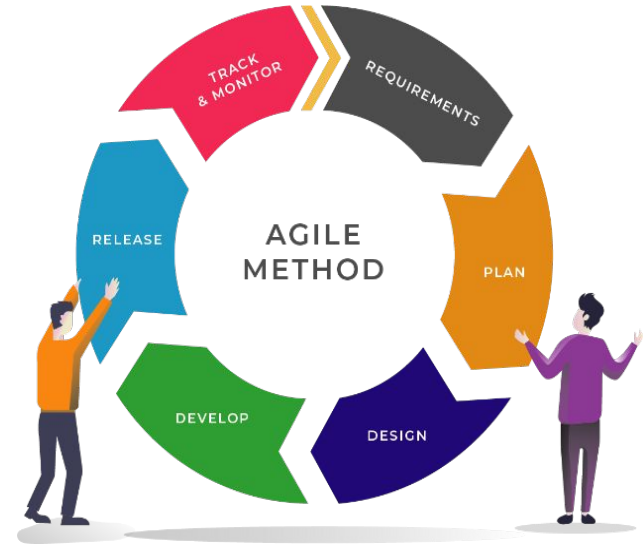 TRACK
& MONITOR
REQUIREMENTS
RELEASE
AGILE
METHOD
PLAN
DEVELOP
DESIGN